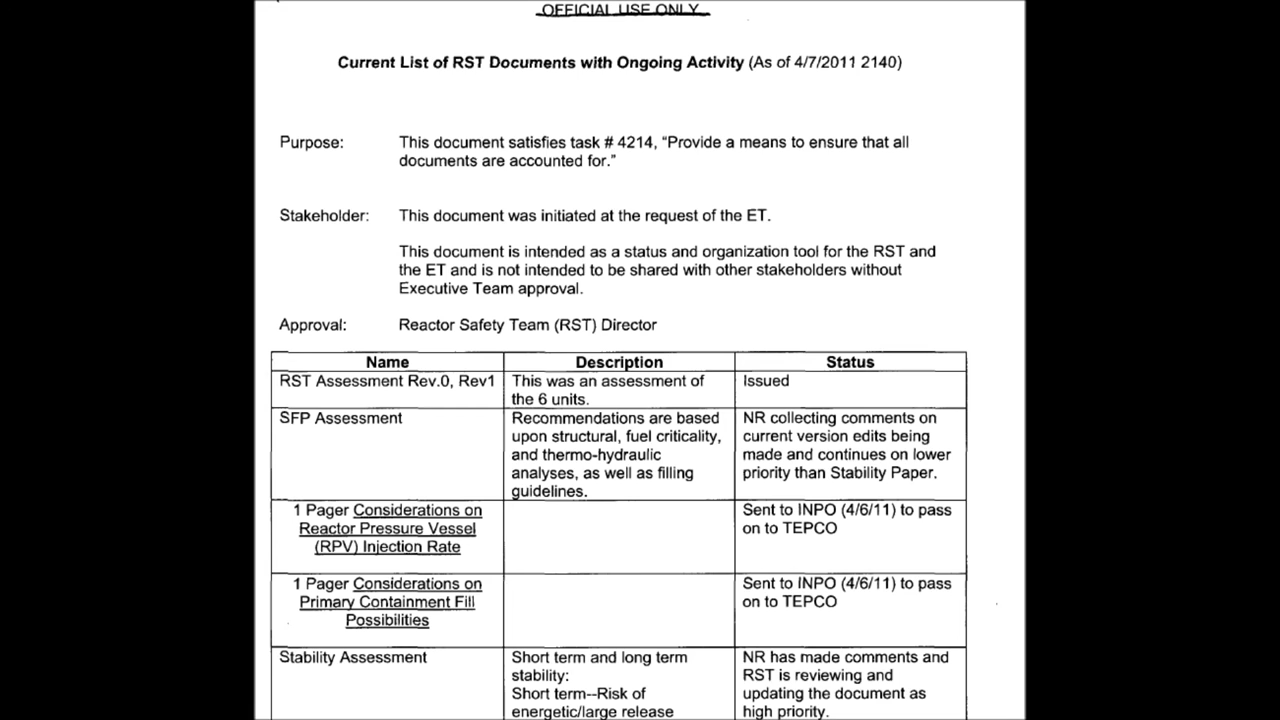 OFFICIAL USE ONLY
Current List of RST Documents with Ongoing Activity (As of 4/7/2011 2140)
Purpose: This document satisfies task # 4214, “Provide a means to ensure that all
documents are accounted for.”
Stakeholder: This document was initiated at the request of the ET.
This document is intended as a status and organization tool for the RST and
the ET and is not intended to be shared with other stakeholders without
Executive Team approval.
Approval: Reactor Safety Team (RST) Director
Name Description Status
RST Assessment Rev.0, Rev1 This was an assessment of Issued
the 6 units.
SFP Assessment Recommendations are based NR collecting comments on
upon structural, fuel criticality, current version edits being
and thermo-hydraulic made and continues on lower
analyses, as well as filling priority than Stability Paper.
guidelines.
1 Pager Considerations on Sent to INPO (4/6/11) to pass
Reactor Pressure Vessel on to TEPCO
(RPV) Injection Rate
1 Pager Considerations on Sent to INPO (4/6/11) to pass
Primary Containment Fill on to TEPCO
Possibilities
Stability Assessment Short term and long term NR has made comments and
stability: RST is reviewing and
Short term--Risk of updating the document as
energetic/large release high priority.